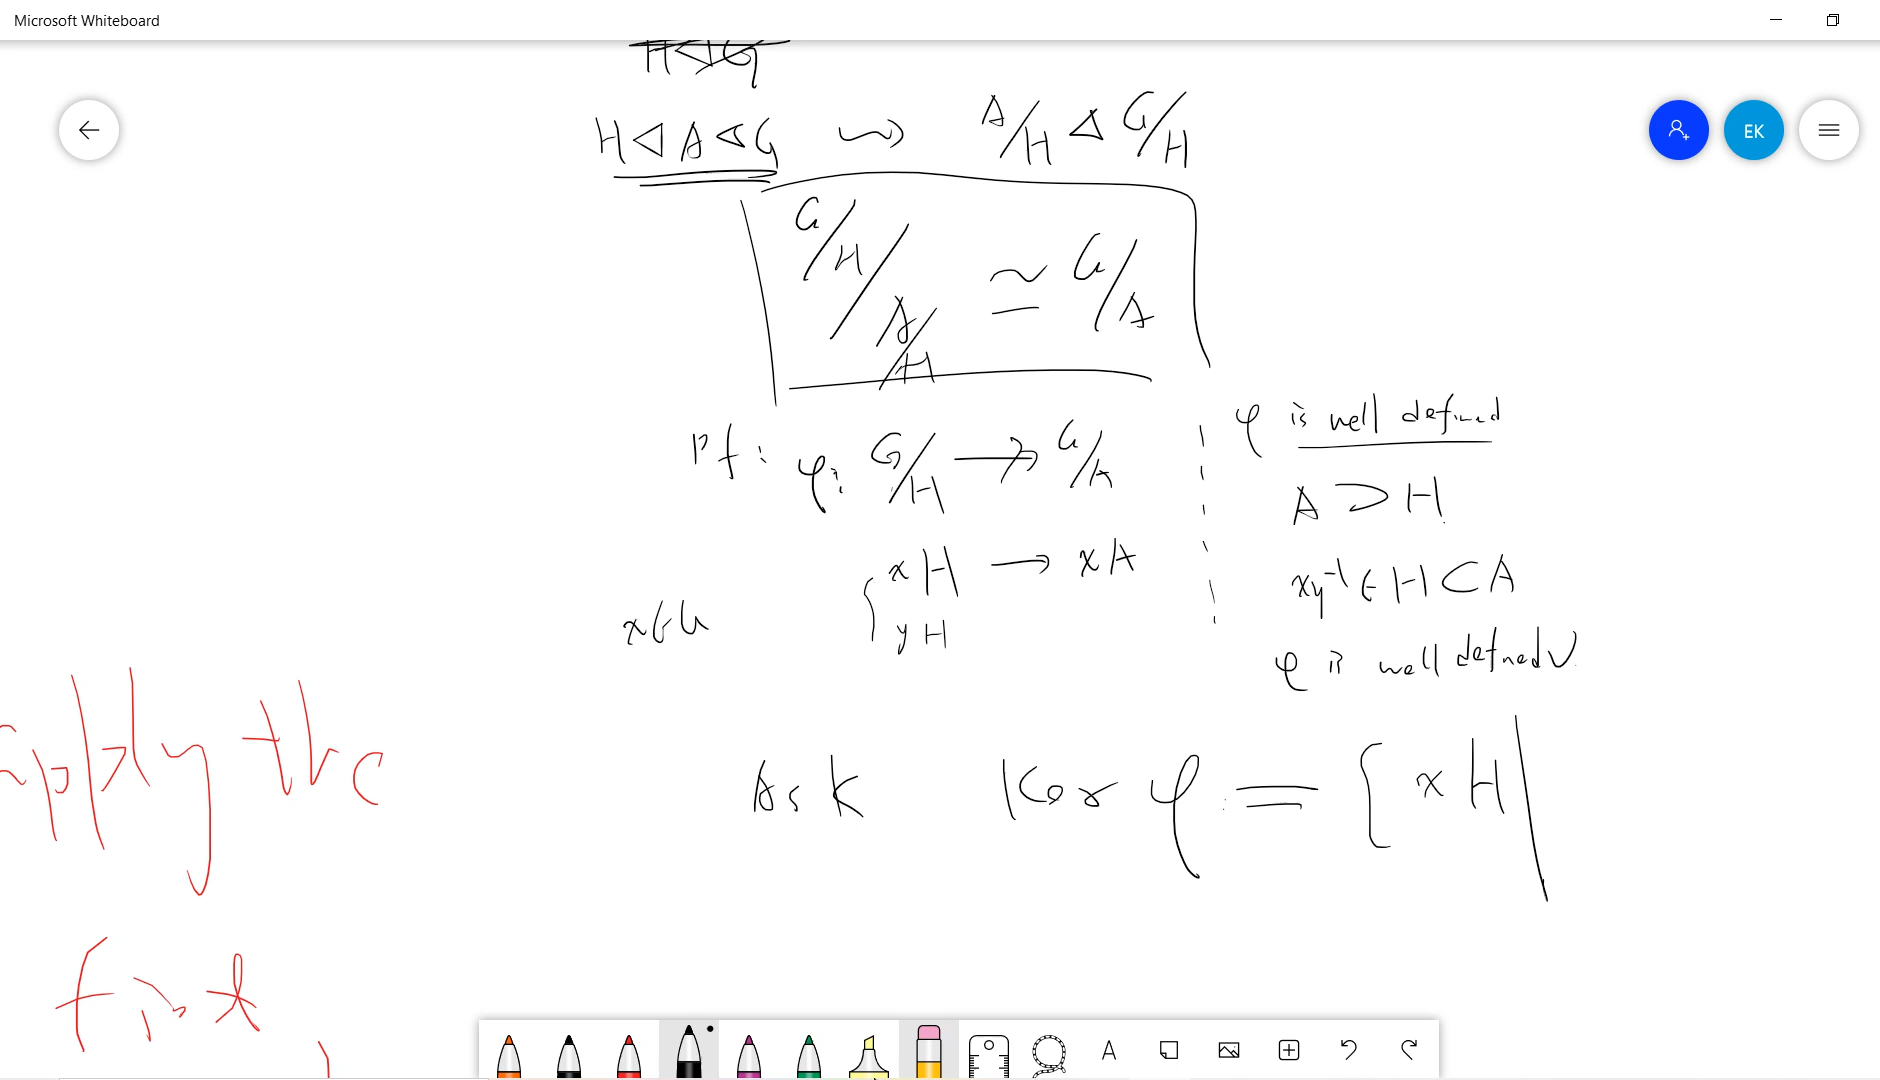 Microsoft Whiteboard
H◁G
H◁A◁G ⇝ A/H ◁ G/H
EK
G/H / A/H ≃ G/A
Pf: φ: G/H ↠ G/A
xH → xA
yH
x∈G
φ is well defined
A ⊃ H
xy⁻¹ ∈ H ⊂ A
φ is well defined ✓
apply the
first
Ask Ker φ = { xH |
A